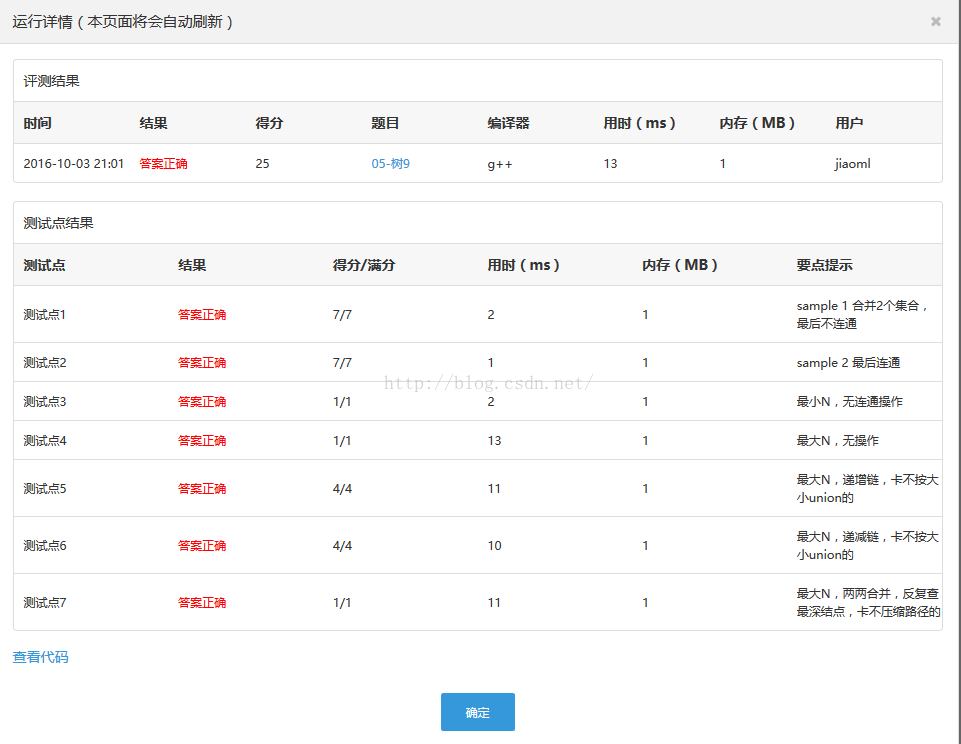 运行详情（本页面将会自动刷新）
×
评测结果
时间 结果 得分 题目 编译器 用时（ms） 内存（MB） 用户
2016-10-03 21:01 答案正确 25 05-树9 g++ 13 1 jiaoml
测试点结果
测试点 结果 得分/满分 用时（ms） 内存（MB） 要点提示
测试点1 答案正确 7/7 2 1 sample 1 合并2个集合，
最后不连通
测试点2 答案正确 7/7 1 1 sample 2 最后连通
http://blog.csdn.net/
测试点3 答案正确 1/1 2 1 最小N，无连通操作
测试点4 答案正确 1/1 13 1 最大N，无操作
测试点5 答案正确 4/4 11 1 最大N，递增链，卡不按大
小union的
测试点6 答案正确 4/4 10 1 最大N，递减链，卡不按大
小union的
测试点7 答案正确 1/1 11 1 最大N，两两合并，反复查
最深结点，卡不压缩路径的
查看代码
确定